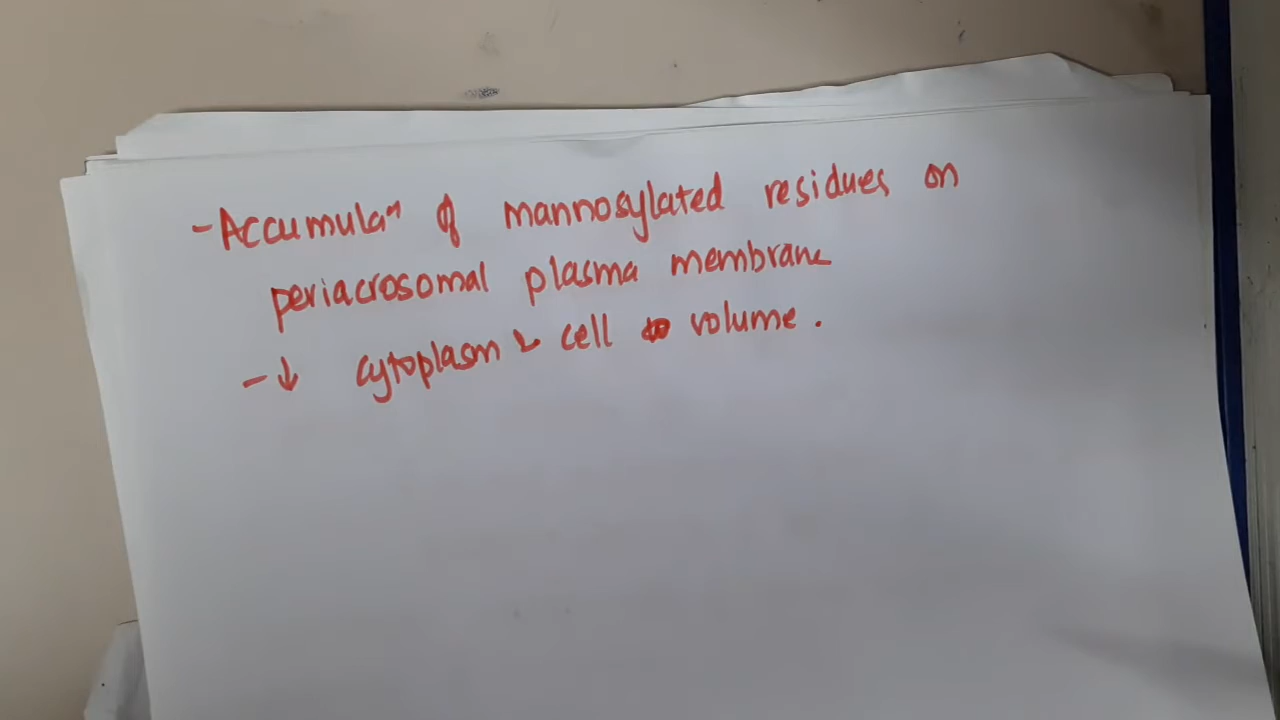 - Accumulaⁿ of mannosylated residues on
periacrosomal plasma membrane
- ↓ cytoplasm & cell volume.